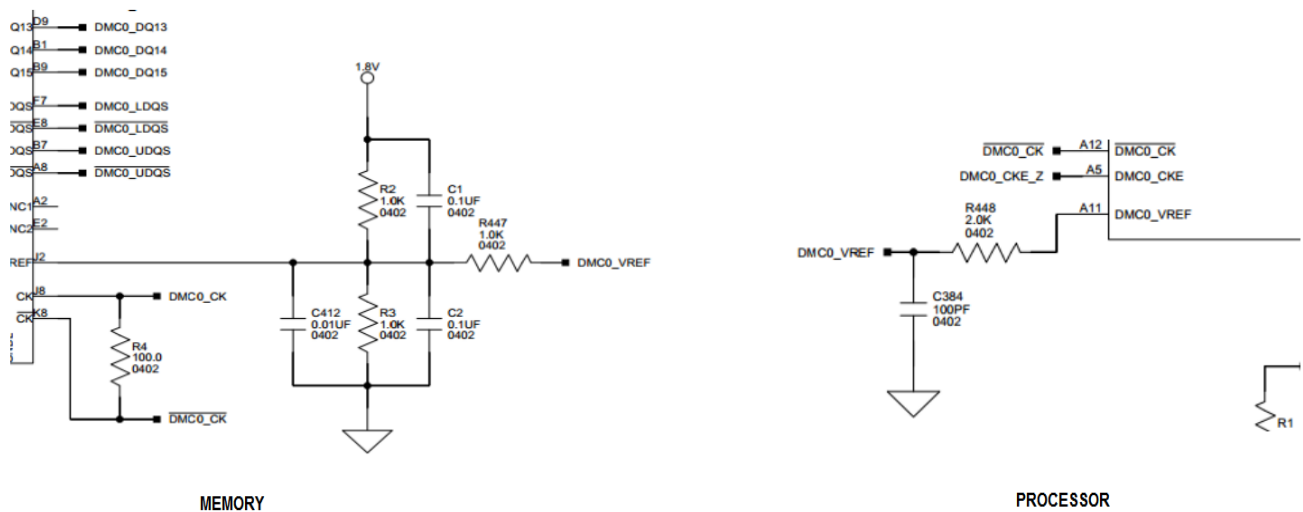 Q13 D9 DMC0_DQ13
Q14 B1 DMC0_DQ14
Q15 B9 DMC0_DQ15
DQS F7 DMC0_LDQS
DQS E8 DMC0_LDQS
DQS B7 DMC0_UDQS
DQS A8 DMC0_UDQS
NC1 A2
NC2 E2
REF J2
CK J8 DMC0_CK
CK K8
R4
100.0
0402
DMC0_CK
1.8V
R2
1.0K
0402
C1
0.1UF
0402
R447
1.0K
0402
DMC0_VREF
C412
0.01UF
0402
R3
1.0K
0402
C2
0.1UF
0402
MEMORY
DMC0_CK A12 DMC0_CK
DMC0_CKE_Z A5 DMC0_CKE
A11 DMC0_VREF
R448
2.0K
0402
DMC0_VREF
C384
100PF
0402
R1
PROCESSOR